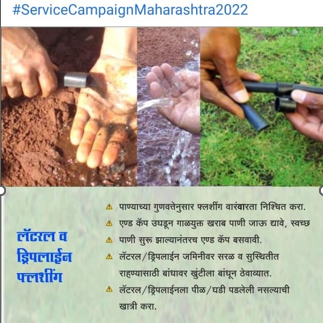 #ServiceCampaignMaharashtra2022
पाण्याच्या गुणवत्तेनुसार फ्लशींग वारंवारता निश्चित करा.
एण्ड कॅप उघडून गाळयुक्त खराब पाणी जाऊ द्यावे, स्वच्छ
पाणी सुरू झाल्यानंतरच एण्ड कॅप बसवावी.
लॅटरल/ड्रिपलाईन जमिनीवर सरळ व सुस्थितीत
राहण्यासाठी बांधावर खुंटीला बांधून ठेवाव्यात.
लॅटरल/ड्रिपलाईनला पीळ/घडी पडलेली नसल्याची
खात्री करा.
लॅटरल व
ड्रिपलाईन
फ्लशींग